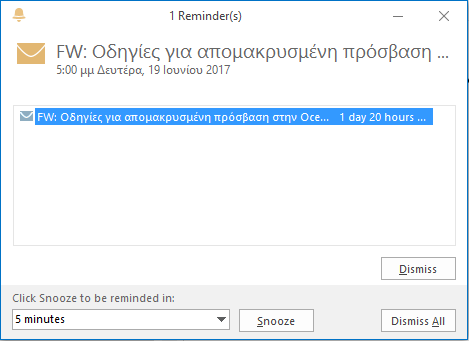 1 Reminder(s)
FW: Οδηγίες για απομακρυσμένη πρόσβαση ...
5:00 μμ Δευτέρα, 19 Ιουνίου 2017
FW: Οδηγίες για απομακρυσμένη πρόσβαση στην Oce... 1 day 20 hours ...
Dismiss
Click Snooze to be reminded in:
5 minutes Snooze Dismiss All